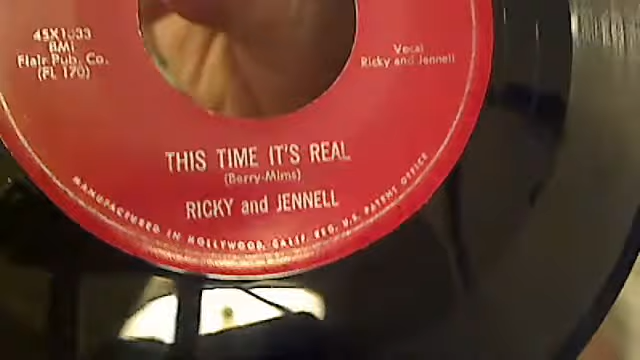 45X1033
BMI
Flair Pub. Co.
(FL 170)
Vocal
Ricky and Jennell
THIS TIME IT'S REAL
(Berry-Mims)
RICKY and JENNELL
MANUFACTURED IN HOLLYWOOD, CALIF. REG. U.S. PATENT OFFICE